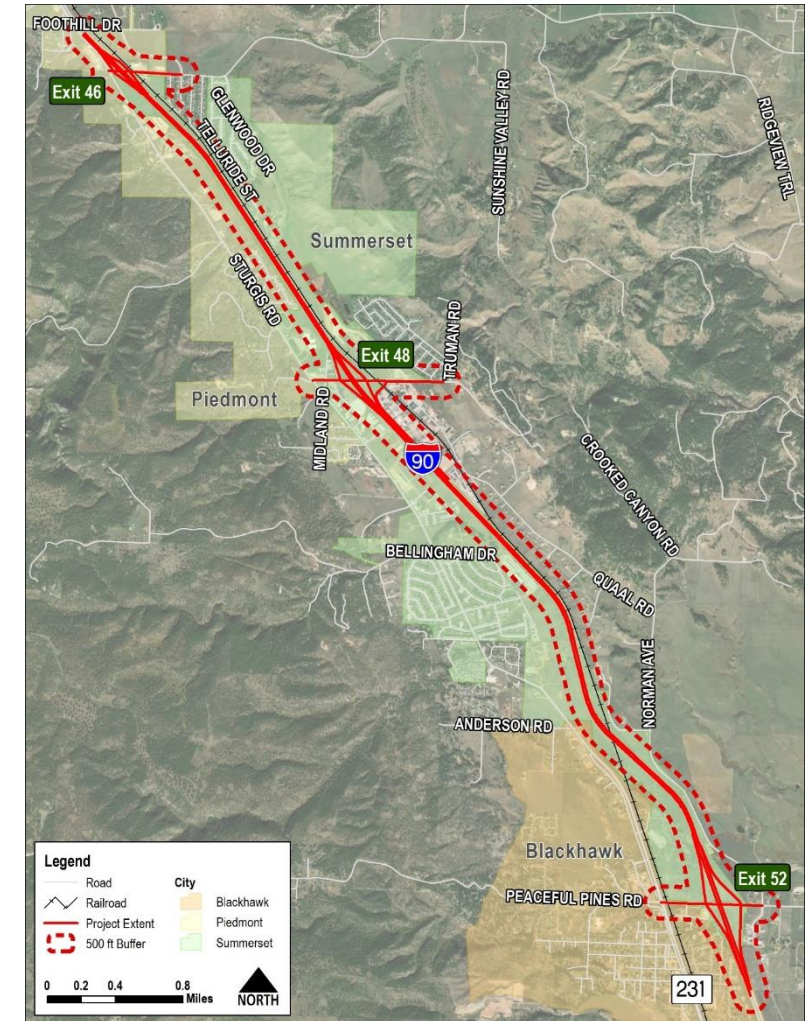 FOOTHILL DR
Exit 46
GLENWOOD DR
TELLURIDE ST
SUNSHINE VALLEY RD
RIDGEVIEW TRL
Summerset
STURGIS RD
Exit 48
TRUMAN RD
Piedmont
MIDLAND RD
90
CROOKED CANYON RD
BELLINGHAM DR
QUAAL RD
NORMAN AVE
ANDERSON RD
Blackhawk
Exit 52
PEACEFUL PINES RD
231
Legend
Road
Railroad
Project Extent
500 ft Buffer
City
Blackhawk
Piedmont
Summerset
0 0.2 0.4 0.8
Miles
NORTH